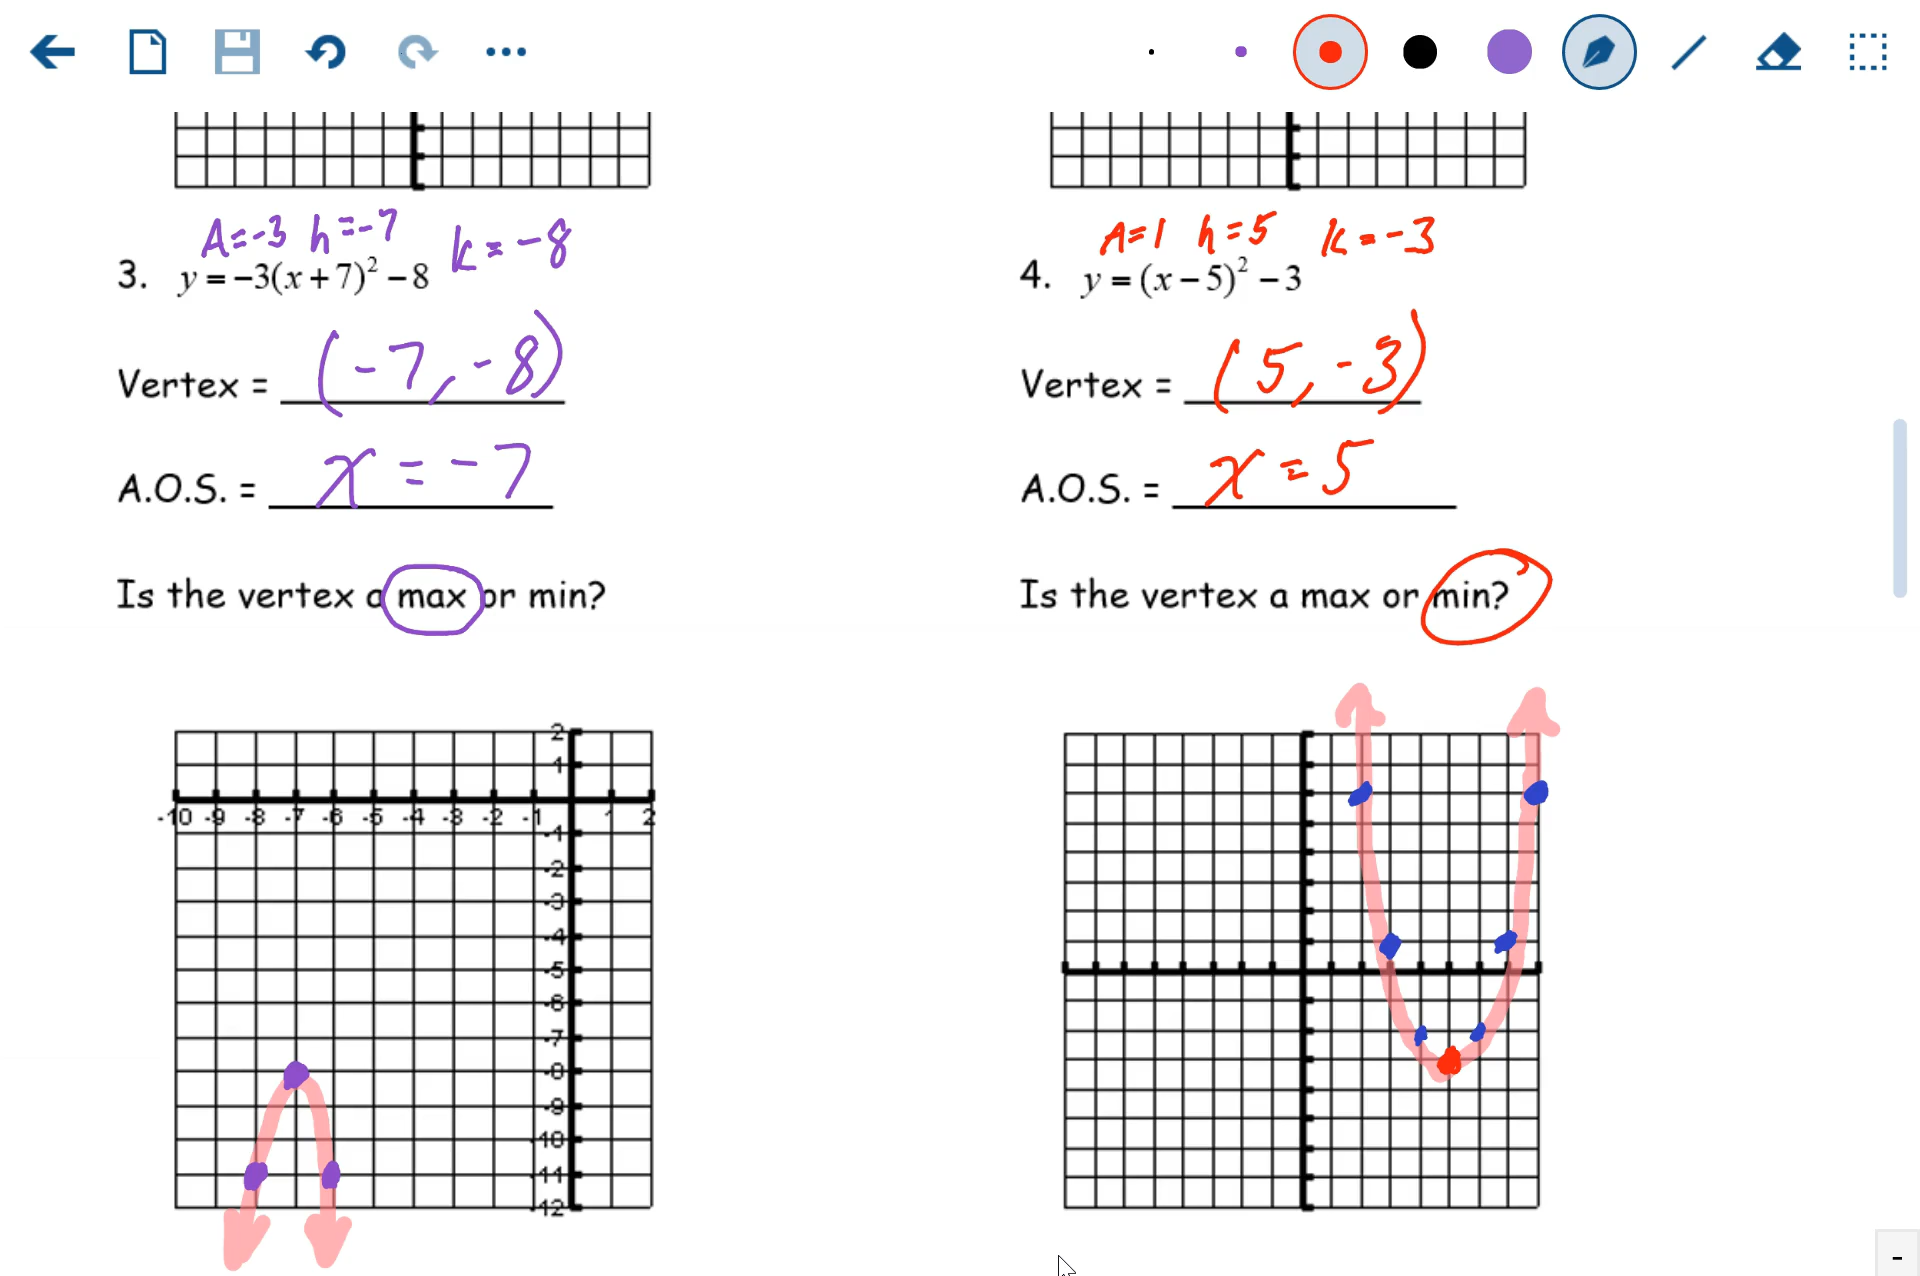 A=-3 h=-7 k=-8
3. y = −3(x + 7)² − 8
Vertex = (-7, -8)
A.O.S. = x = -7
Is the vertex a max or min?
2
1
-10 -9 -8 -7 -6 -5 -4 -3 -2 -1 1 2
-1
-2
-3
-4
-5
-6
-7
-8
-9
-10
-11
-12
A=1 h=5 k=-3
4. y = (x − 5)² − 3
Vertex = (5, -3)
A.O.S. = x = 5
Is the vertex a max or min?